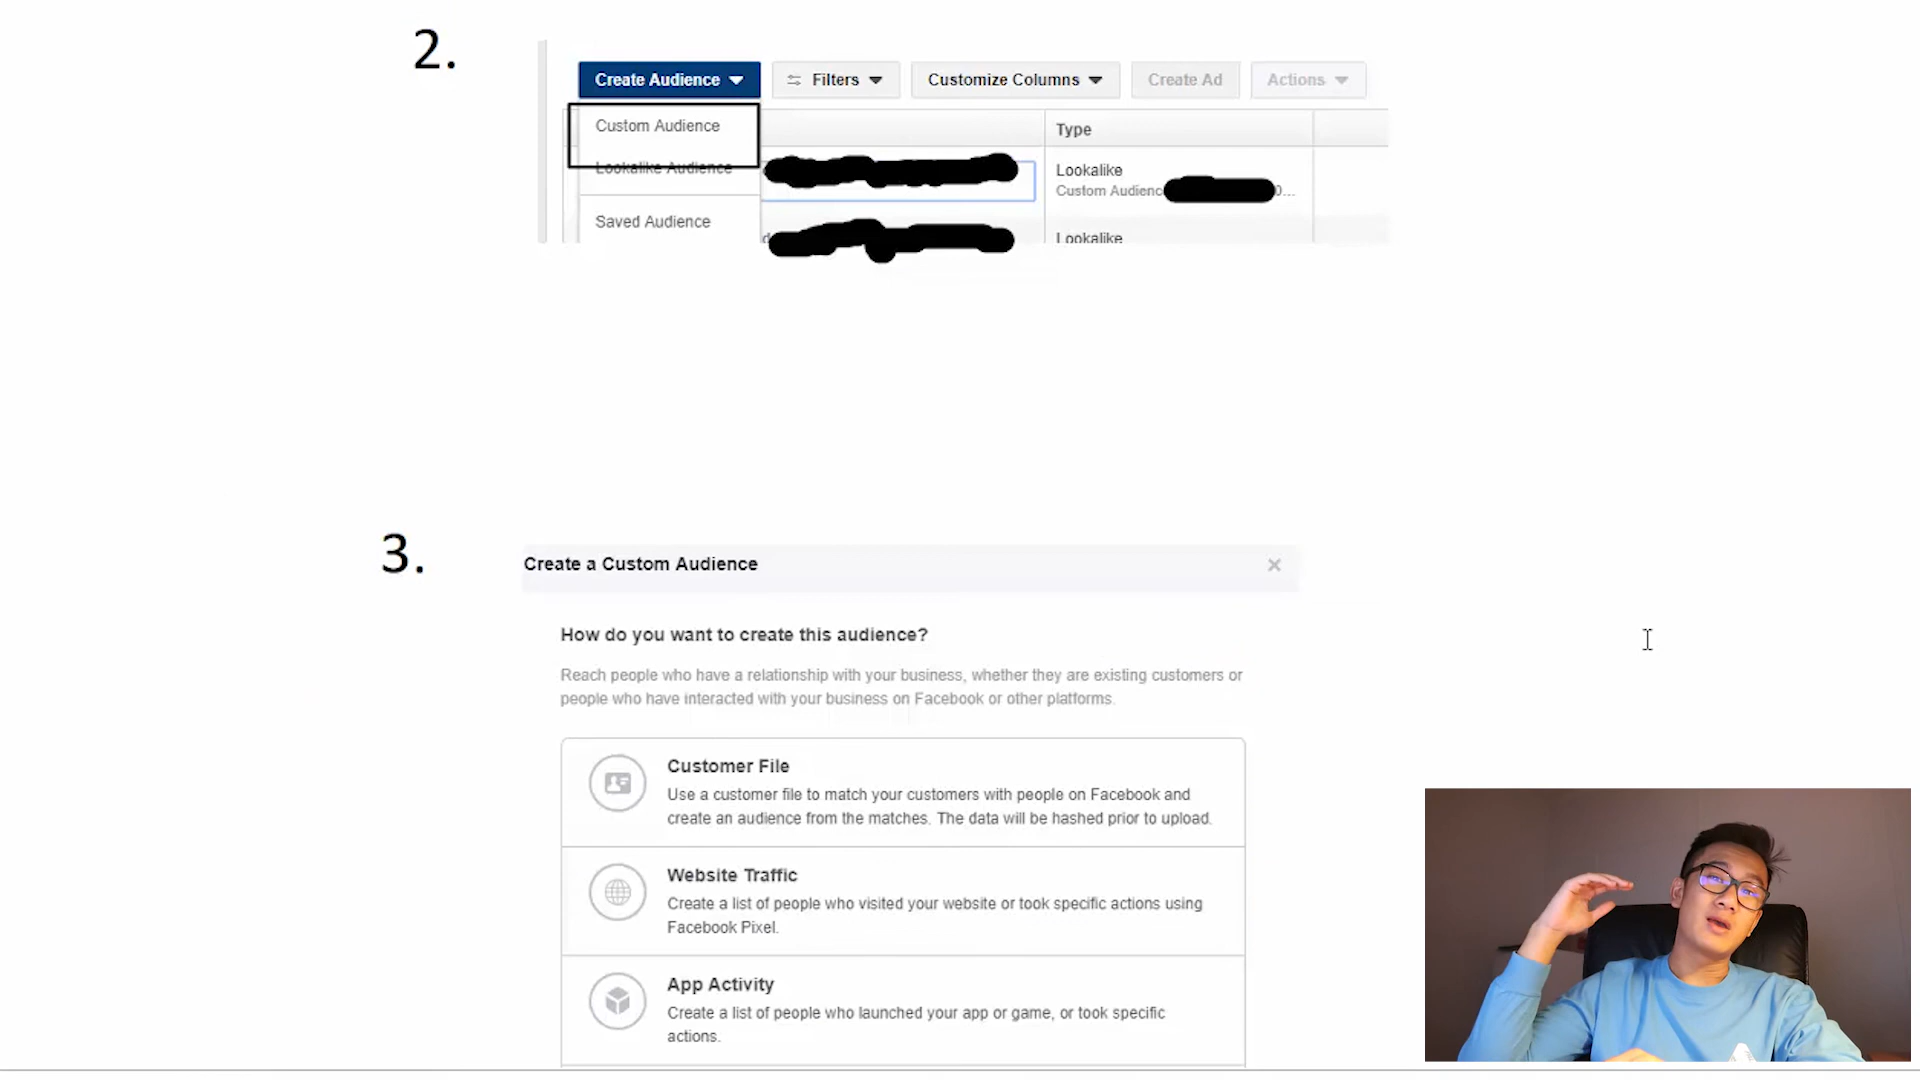 2.
Create Audience Filters Customize Columns Create Ad Actions
Custom Audience
Type
Lookalike Audience
Lookalike
Custom Audienc 0...
Saved Audience
Lookalike
3.
Create a Custom Audience
How do you want to create this audience?
Reach people who have a relationship with your business, whether they are existing customers or
people who have interacted with your business on Facebook or other platforms.
Customer File
Use a customer file to match your customers with people on Facebook and
create an audience from the matches. The data will be hashed prior to upload.
Website Traffic
Create a list of people who visited your website or took specific actions using
Facebook Pixel.
App Activity
Create a list of people who launched your app or game, or took specific
actions.